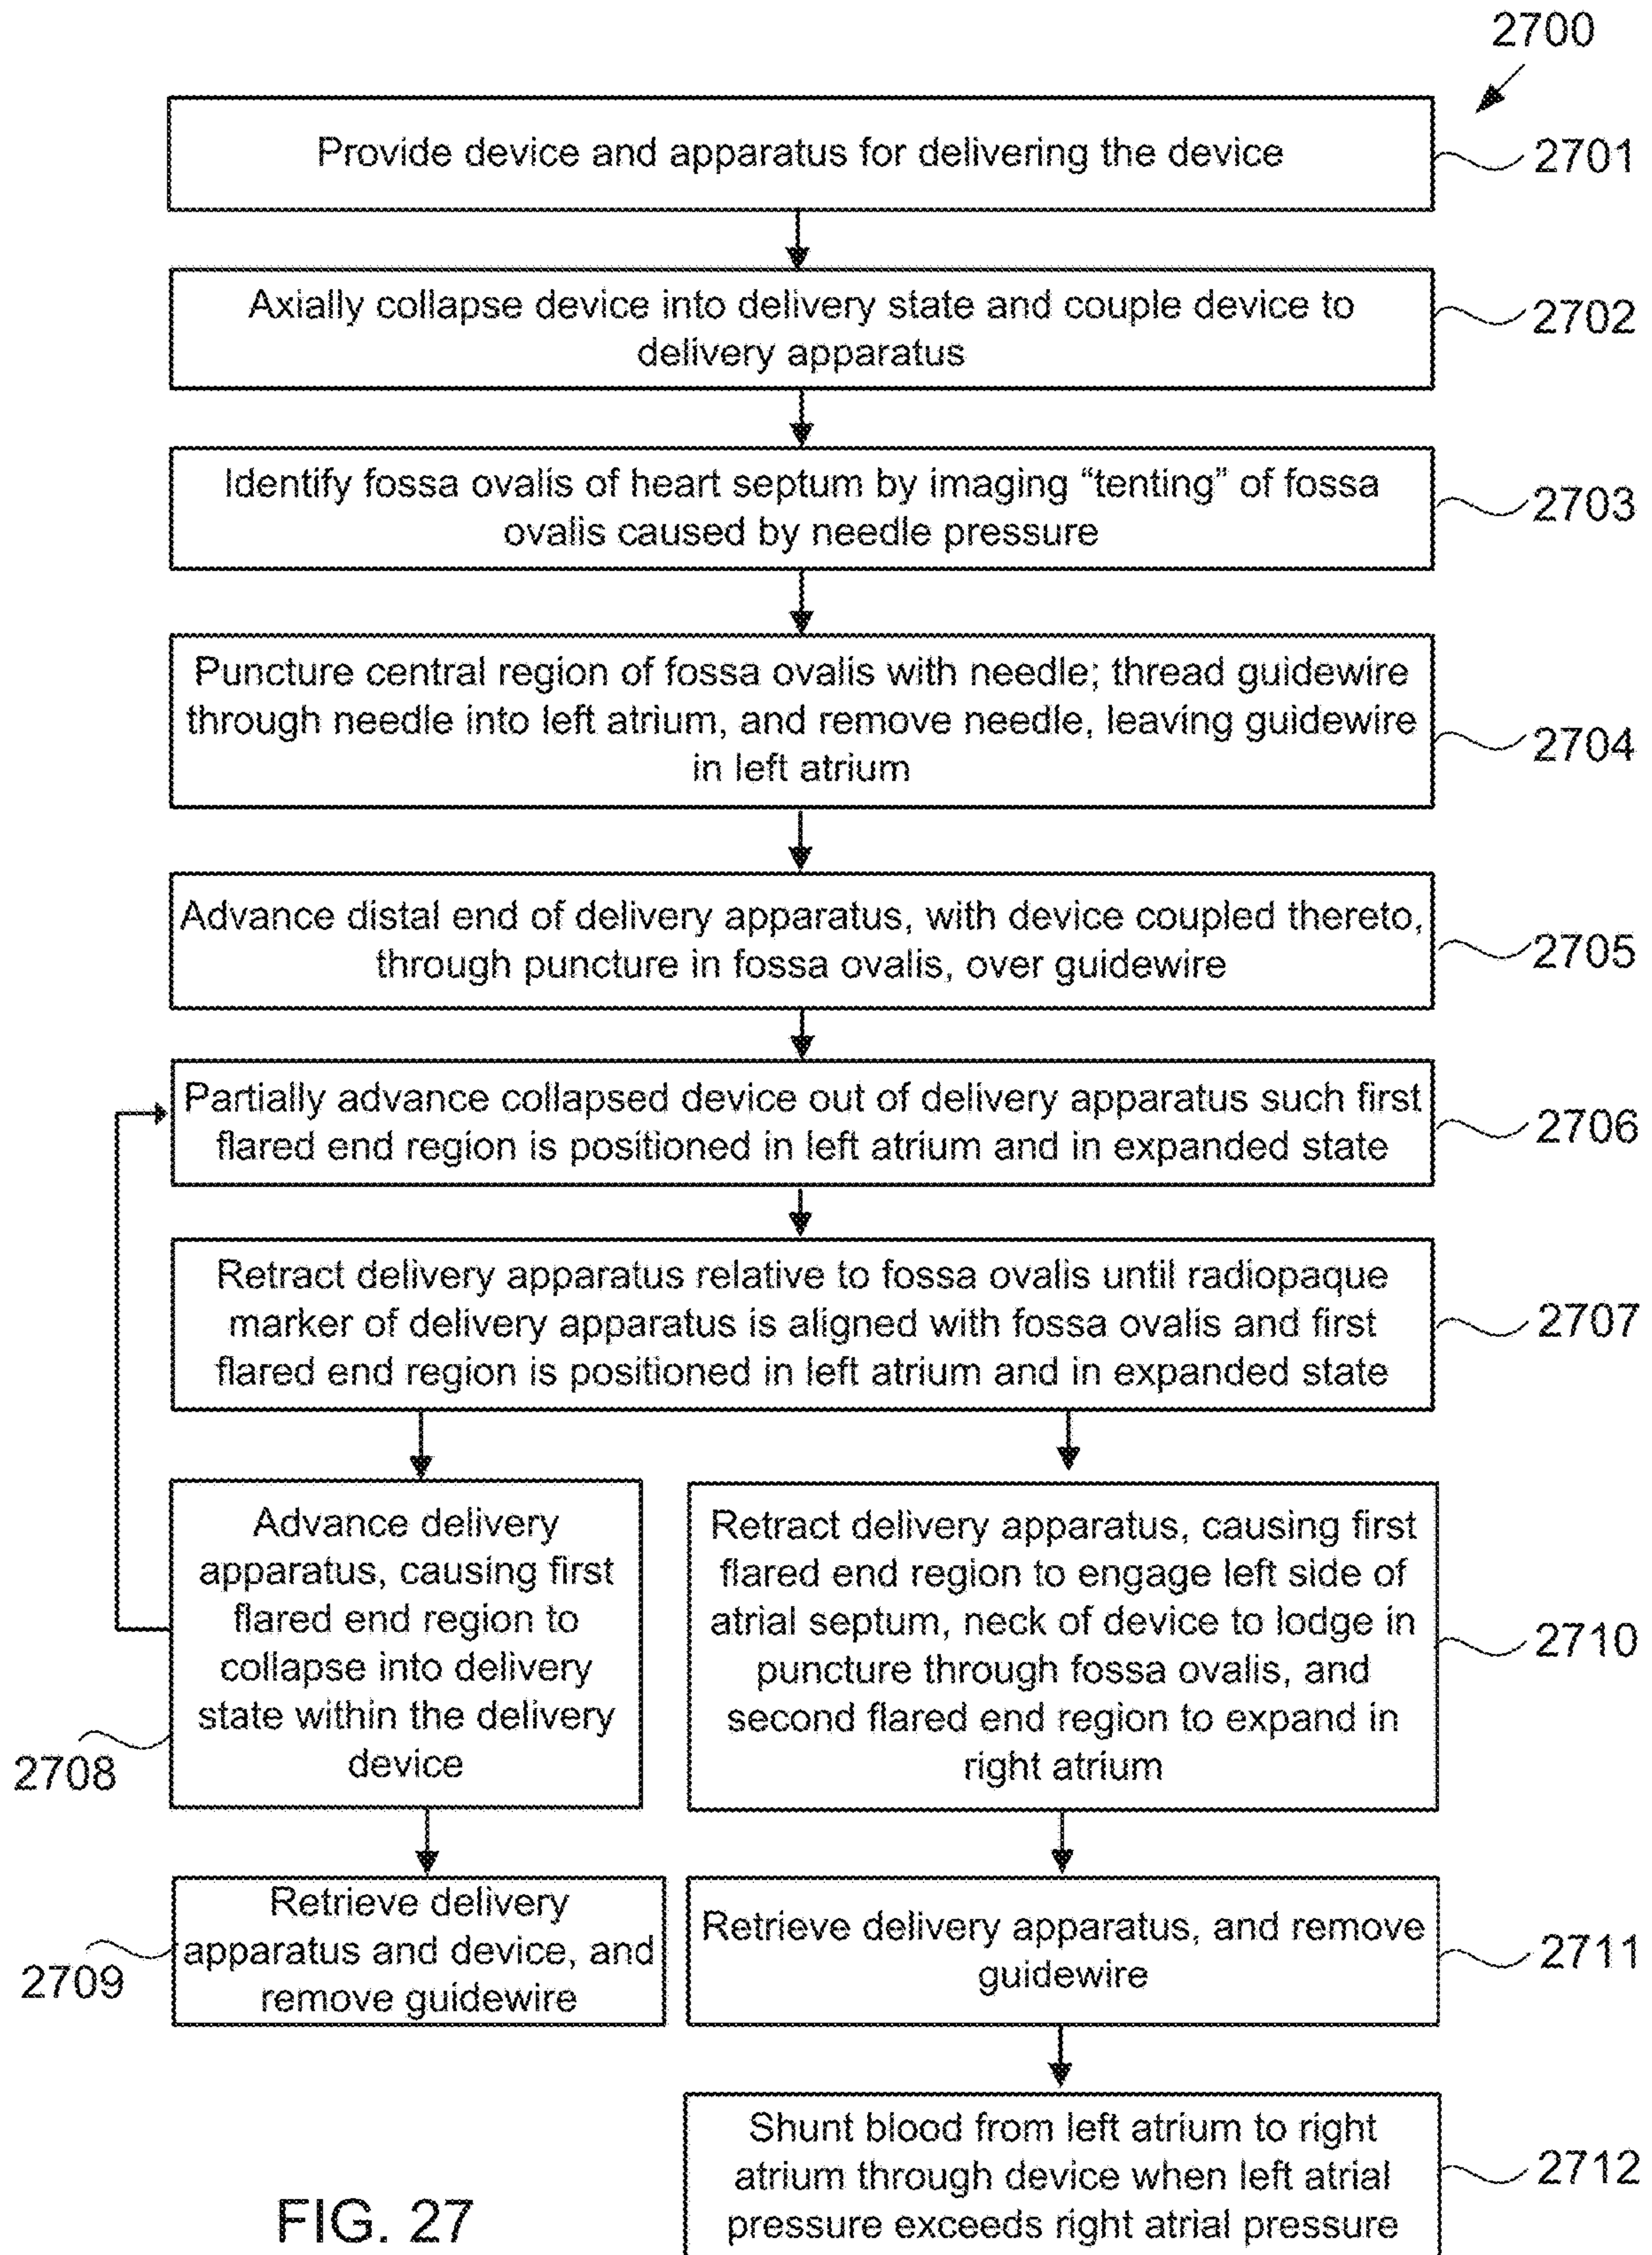 2700
Provide device and apparatus for delivering the device
2701
Axially collapse device into delivery state and couple device to
delivery apparatus
2702
Identify fossa ovalis of heart septum by imaging “tenting” of fossa
ovalis caused by needle pressure
2703
Puncture central region of fossa ovalis with needle; thread guidewire
through needle into left atrium, and remove needle, leaving guidewire
in left atrium
2704
Advance distal end of delivery apparatus, with device coupled thereto,
through puncture in fossa ovalis, over guidewire
2705
Partially advance collapsed device out of delivery apparatus such first
flared end region is positioned in left atrium and in expanded state
2706
Retract delivery apparatus relative to fossa ovalis until radiopaque
marker of delivery apparatus is aligned with fossa ovalis and first
flared end region is positioned in left atrium and in expanded state
2707
Advance delivery
apparatus, causing first
flared end region to
collapse into delivery
state within the delivery
device
2708
Retrieve delivery
apparatus and device, and
remove guidewire
2709
Retract delivery apparatus, causing first
flared end region to engage left side of
atrial septum, neck of device to lodge in
puncture through fossa ovalis, and
second flared end region to expand in
right atrium
2710
Retrieve delivery apparatus, and remove
guidewire
2711
Shunt blood from left atrium to right
atrium through device when left atrial
pressure exceeds right atrial pressure
2712
FIG. 27